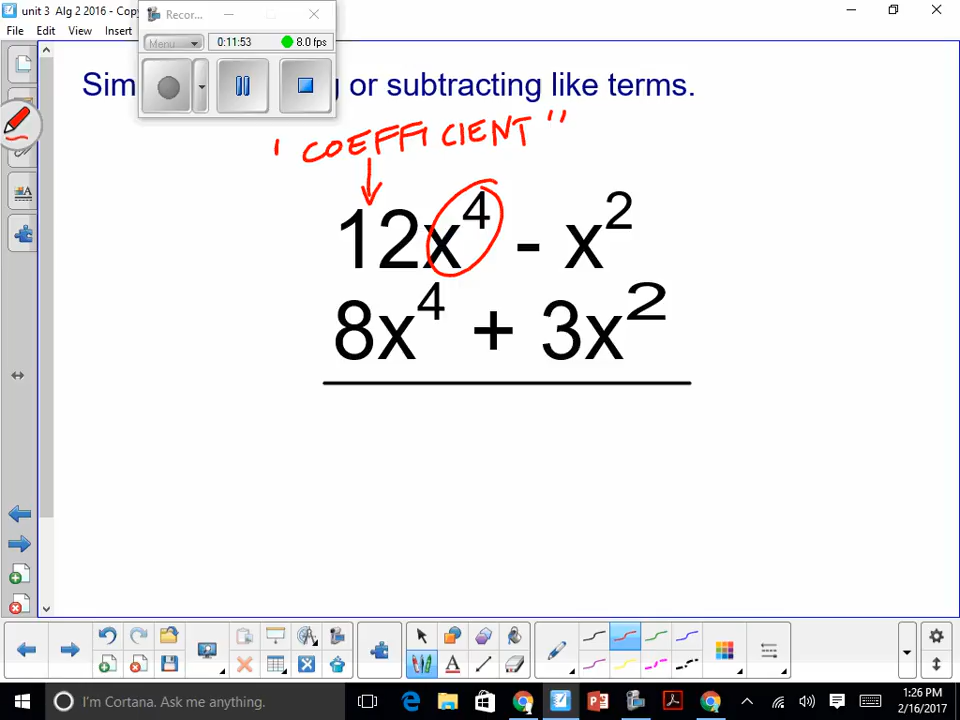 unit 3 Alg 2 2016 - Cop
Recor...
File Edit View Insert
Menu
0:11:53
8.0 fps
Sim or subtracting like terms.
" COEFFICIENT "
12x⁴ - x²
8x⁴ + 3x²
I'm Cortana. Ask me anything.
1:26 PM
2/16/2017